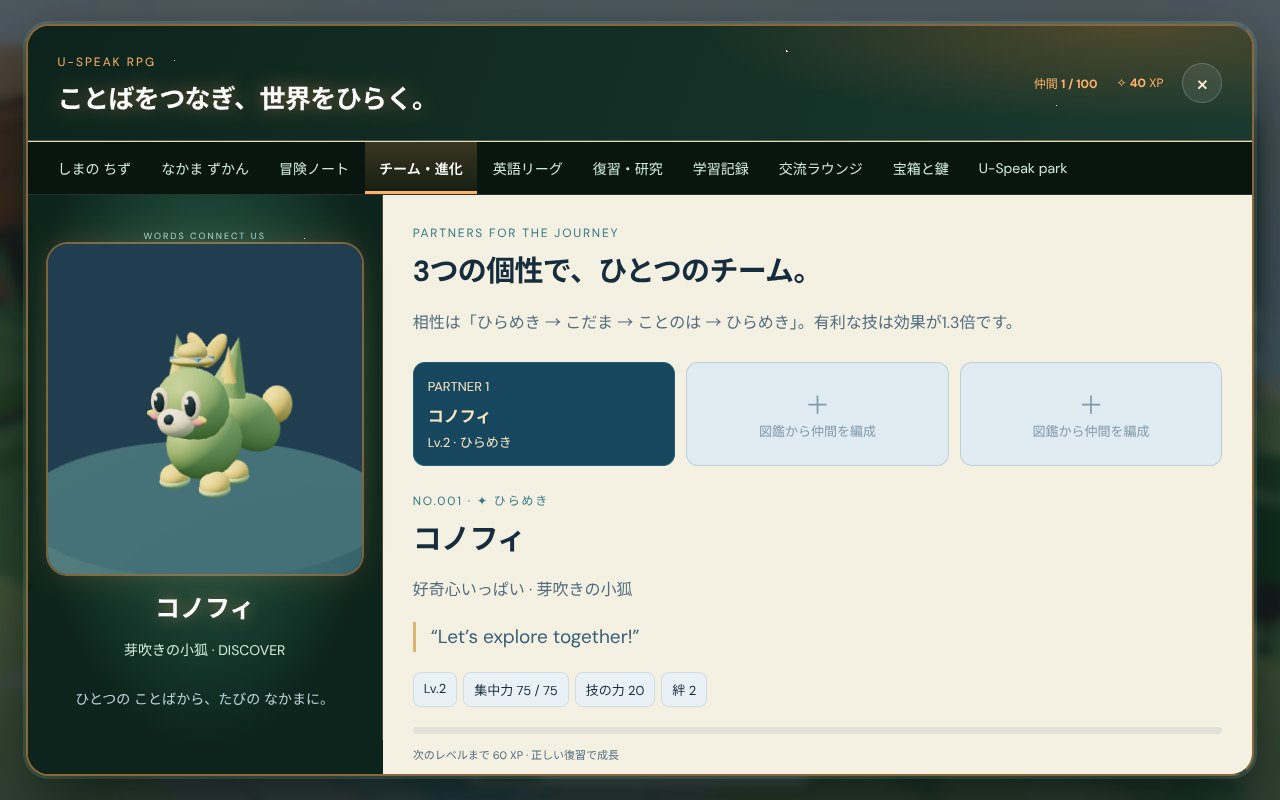 U-SPEAK RPG
ことばをつなぎ、世界をひらく。
仲間 1 / 100
✧ 40 XP
×
しまの ちず
なかま ずかん
冒険ノート
チーム・進化
英語リーグ
復習・研究
学習記録
交流ラウンジ
宝箱と鍵
U-Speak park
WORDS CONNECT US
コノフィ
芽吹きの小狐 · DISCOVER
ひとつの ことばから、たびの なかまに。
PARTNERS FOR THE JOURNEY
3つの個性で、ひとつのチーム。
相性は「ひらめき → こだま → ことのは → ひらめき」。有利な技は効果が1.3倍です。
PARTNER 1
コノフィ
Lv.2 · ひらめき
＋
図鑑から仲間を編成
＋
図鑑から仲間を編成
NO.001 · ✦ ひらめき
コノフィ
好奇心いっぱい · 芽吹きの小狐
“Let’s explore together!”
Lv.2
集中力 75 / 75
技の力 20
絆 2
次のレベルまで 60 XP · 正しい復習で成長